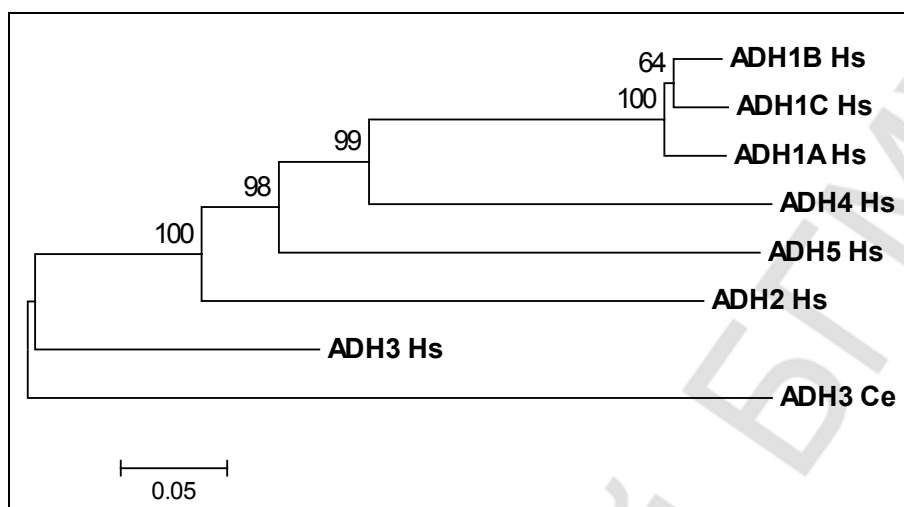 ADH1B Hs
64
ADH1C Hs
100
ADH1A Hs
99
98
ADH4 Hs
100
ADH5 Hs
ADH2 Hs
ADH3 Hs
ADH3 Ce
0.05
й БГМ